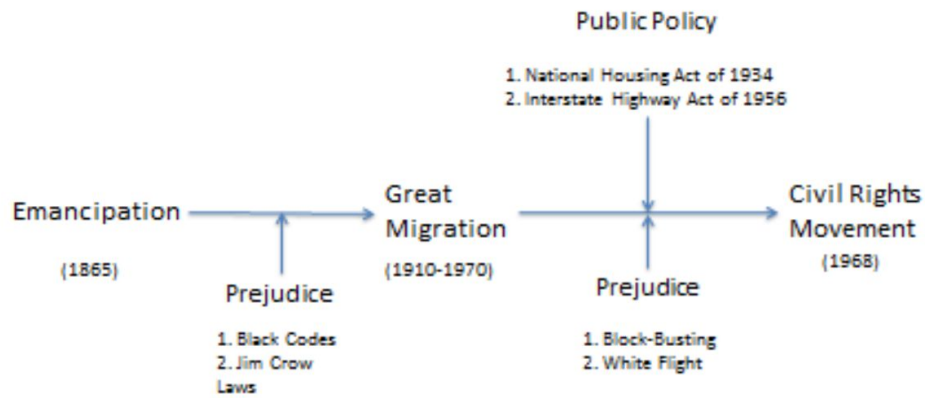 Public Policy
1. National Housing Act of 1934
2. Interstate Highway Act of 1956
Emancipation
(1865)
Great
Migration
(1910-1970)
Civil Rights
Movement
(1968)
Prejudice
1. Black Codes
2. Jim Crow
Laws
Prejudice
1. Block-Busting
2. White Flight